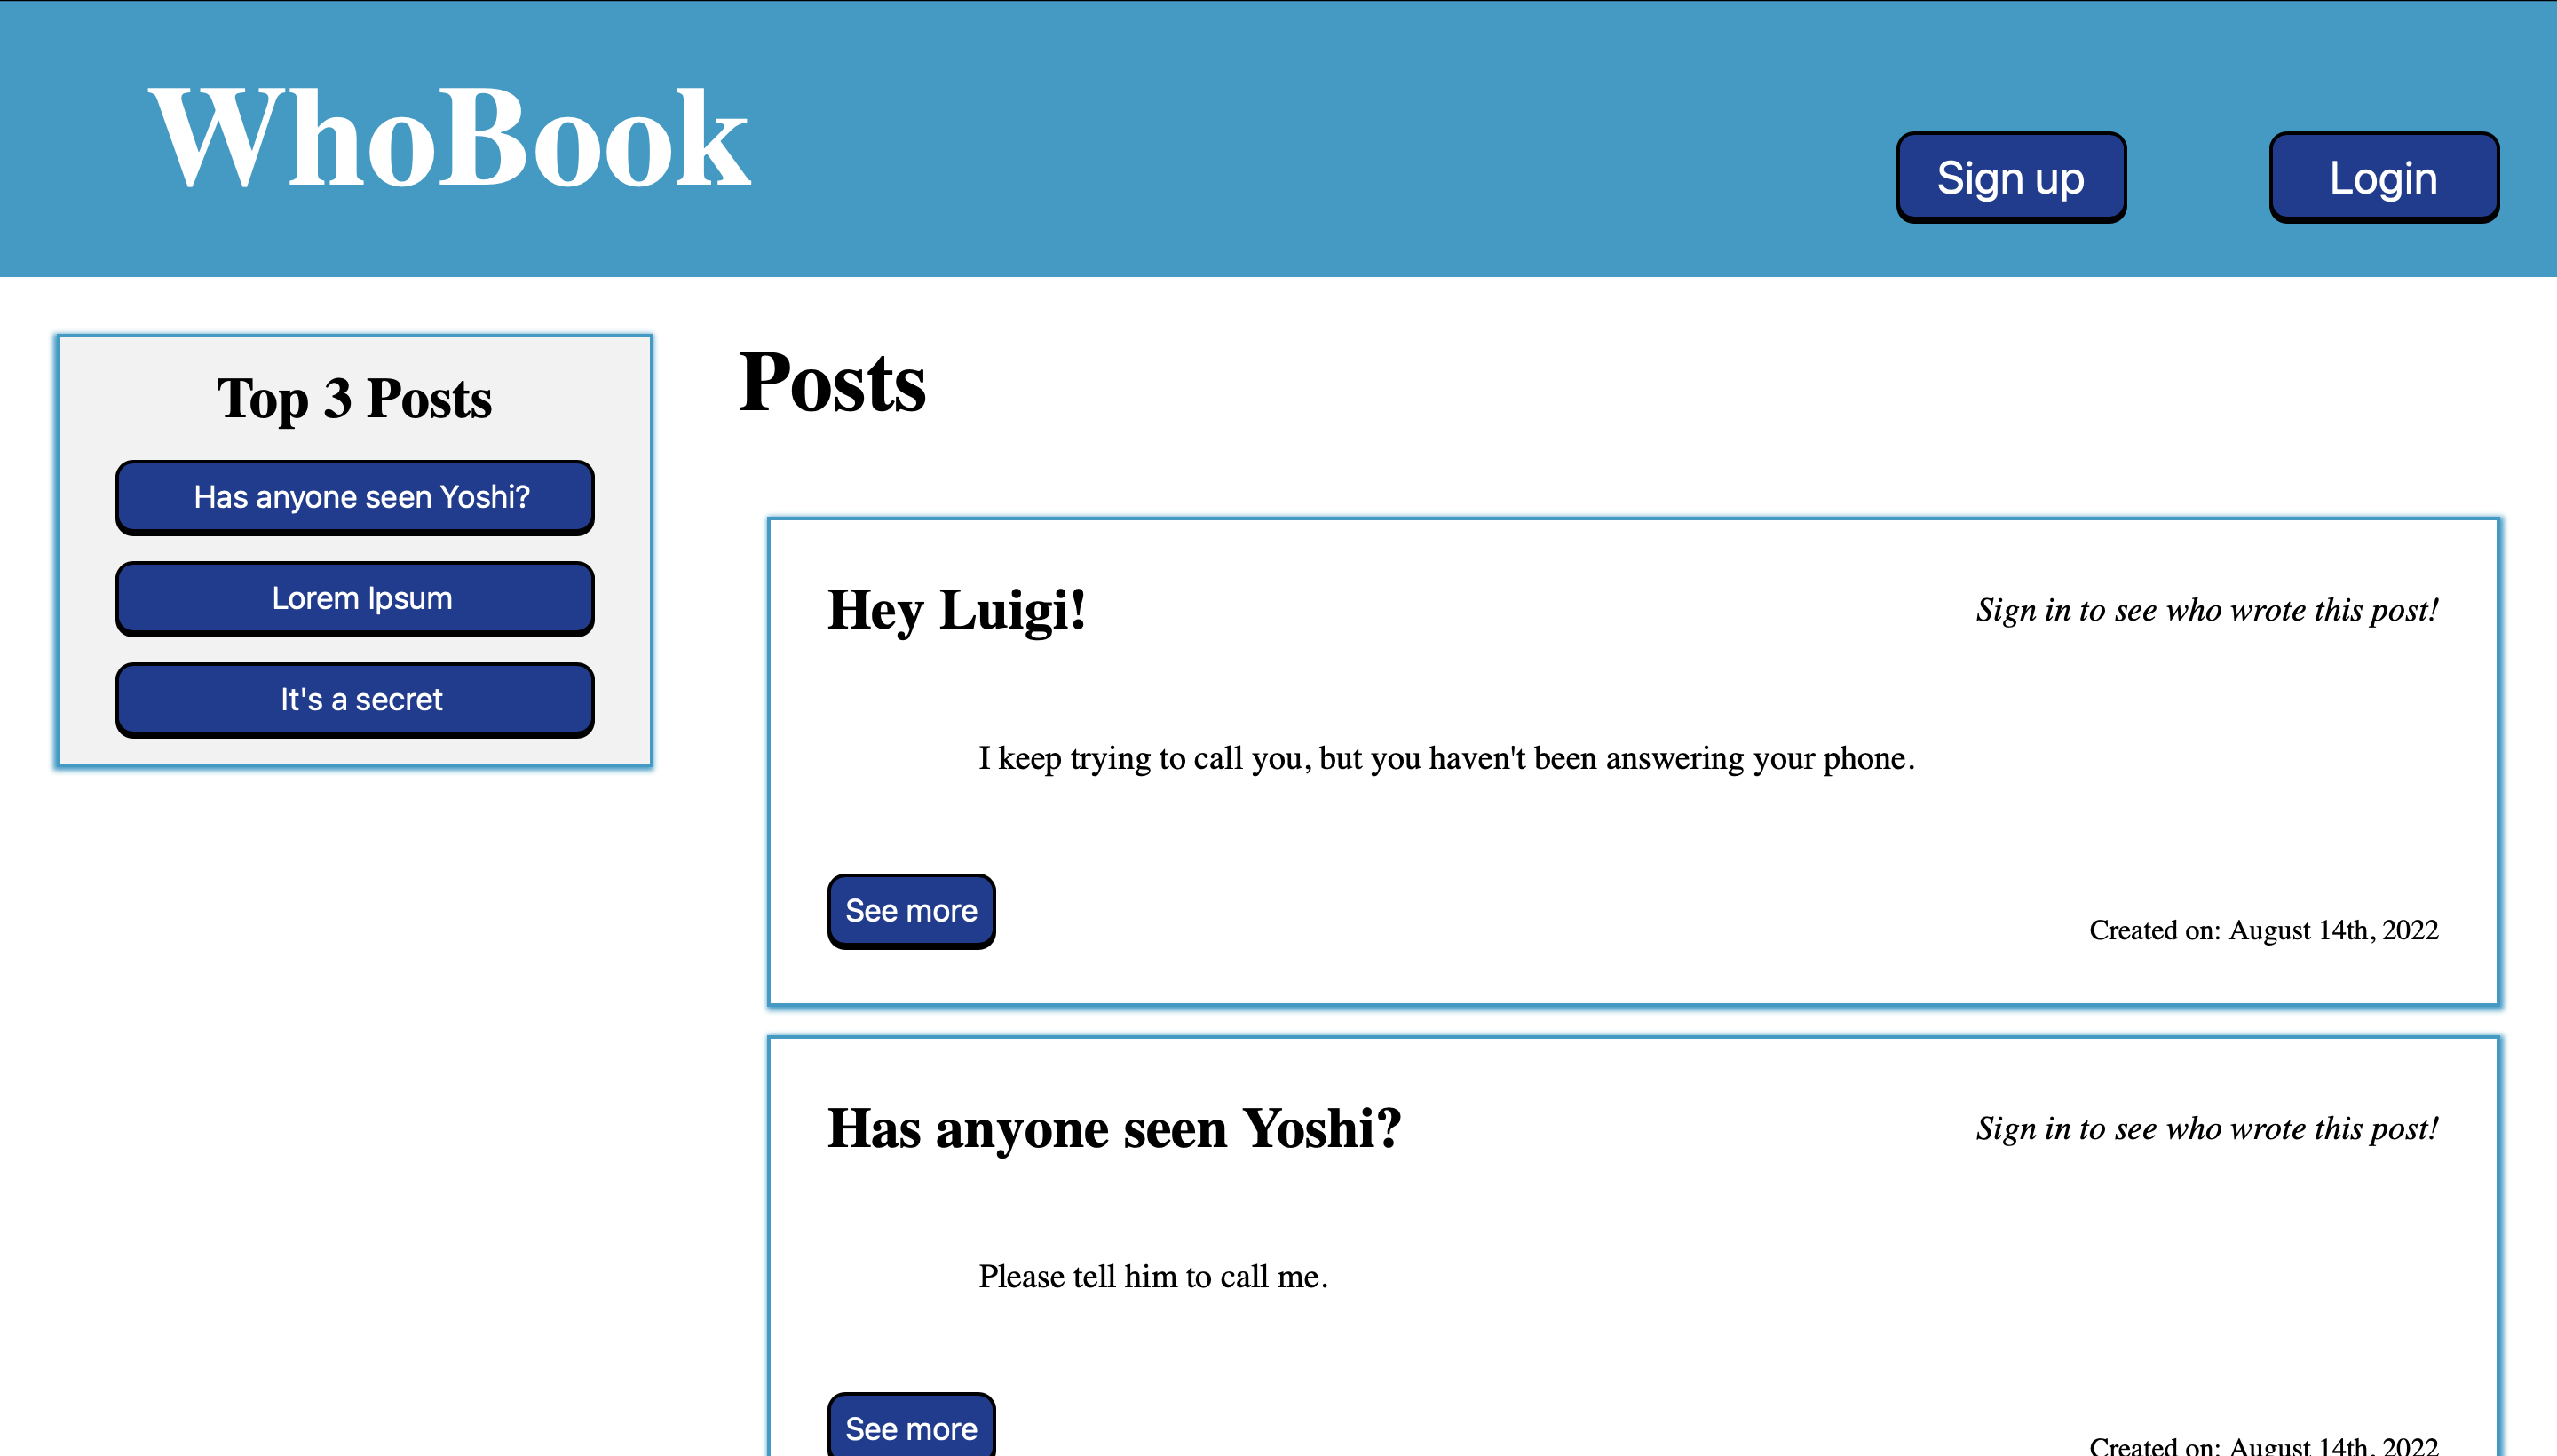 WhoBook
Sign up
Login
Top 3 Posts
Has anyone seen Yoshi?
Lorem Ipsum
It's a secret
Posts
Hey Luigi!
Sign in to see who wrote this post!
I keep trying to call you, but you haven't been answering your phone.
See more
Created on: August 14th, 2022
Has anyone seen Yoshi?
Sign in to see who wrote this post!
Please tell him to call me.
See more
Created on: August 14th, 2022